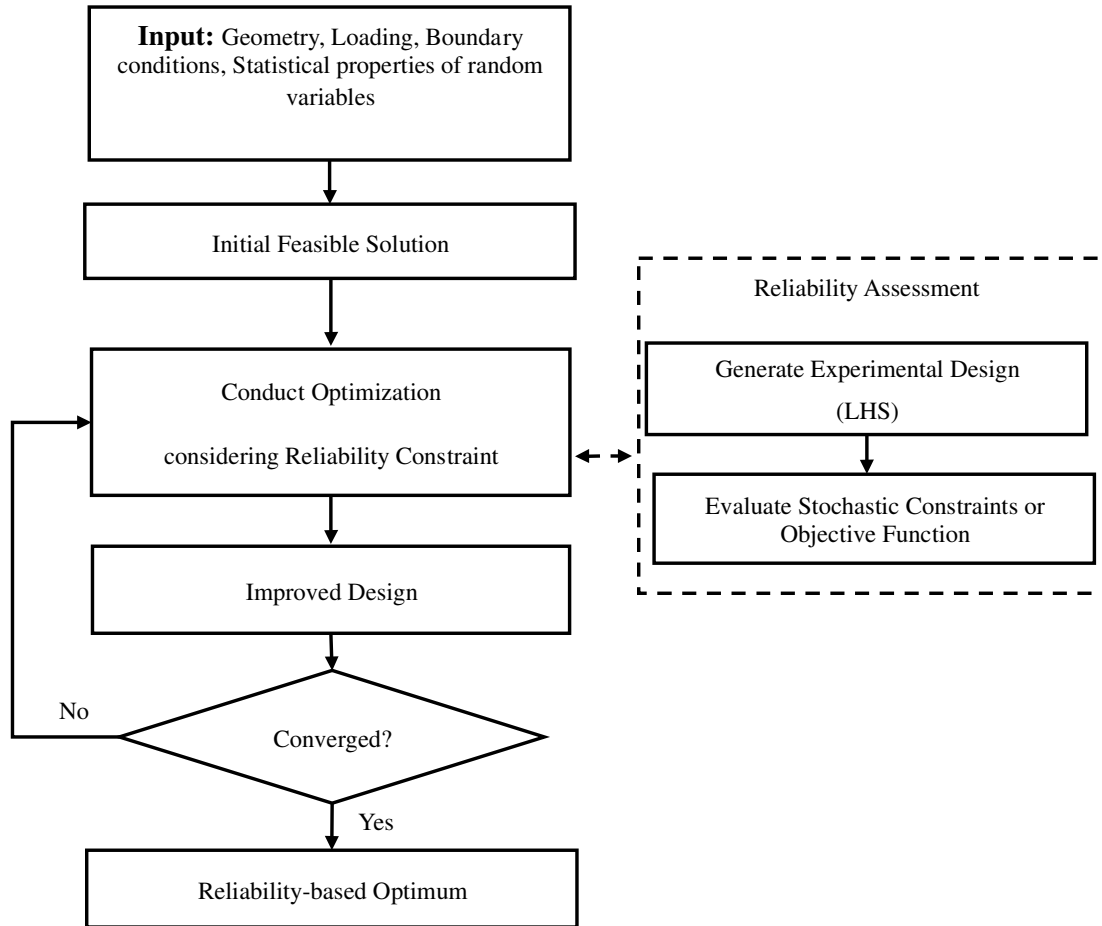 Input: Geometry, Loading, Boundary
conditions, Statistical properties of random
variables
Initial Feasible Solution
Reliability Assessment
Generate Experimental Design
(LHS)
Conduct Optimization
considering Reliability Constraint
Evaluate Stochastic Constraints or
Objective Function
Improved Design
No
Converged?
Yes
Reliability-based Optimum